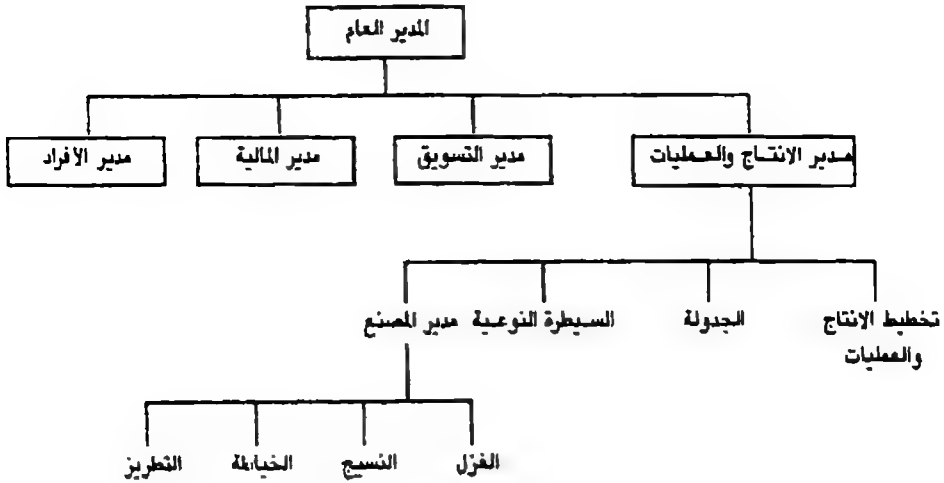 المدير العام
مدير الانتاج والعمليات
مدير التسويق
مدير المالية
مدير الأفراد
تخطيط الانتاج
والعمليات
الجدولة
السيطرة النوعية
مدير المصنع
الغزل
النسيج
الخياطة
التطريز